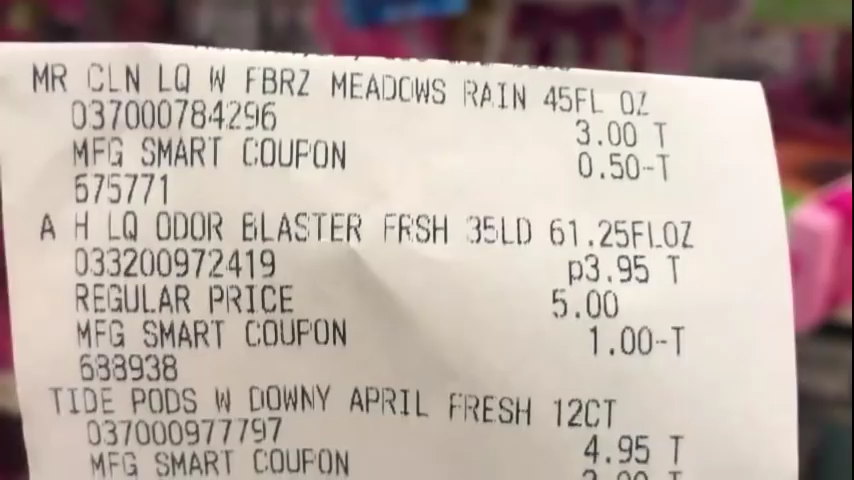 MR CLN LQ W FBRZ MEADOWS RAIN 45FL OZ
037000784296 3.00 T
MFG SMART COUPON 0.50-T
675771
A H LQ ODOR BLASTER FRSH 35LD 61.25FLOZ
033200972419 p3.95 T
REGULAR PRICE 5.00
MFG SMART COUPON 1.00-T
688938
TIDE PODS W DOWNY APRIL FRESH 12CT
037000977797 4.95 T
MFG SMART COUPON